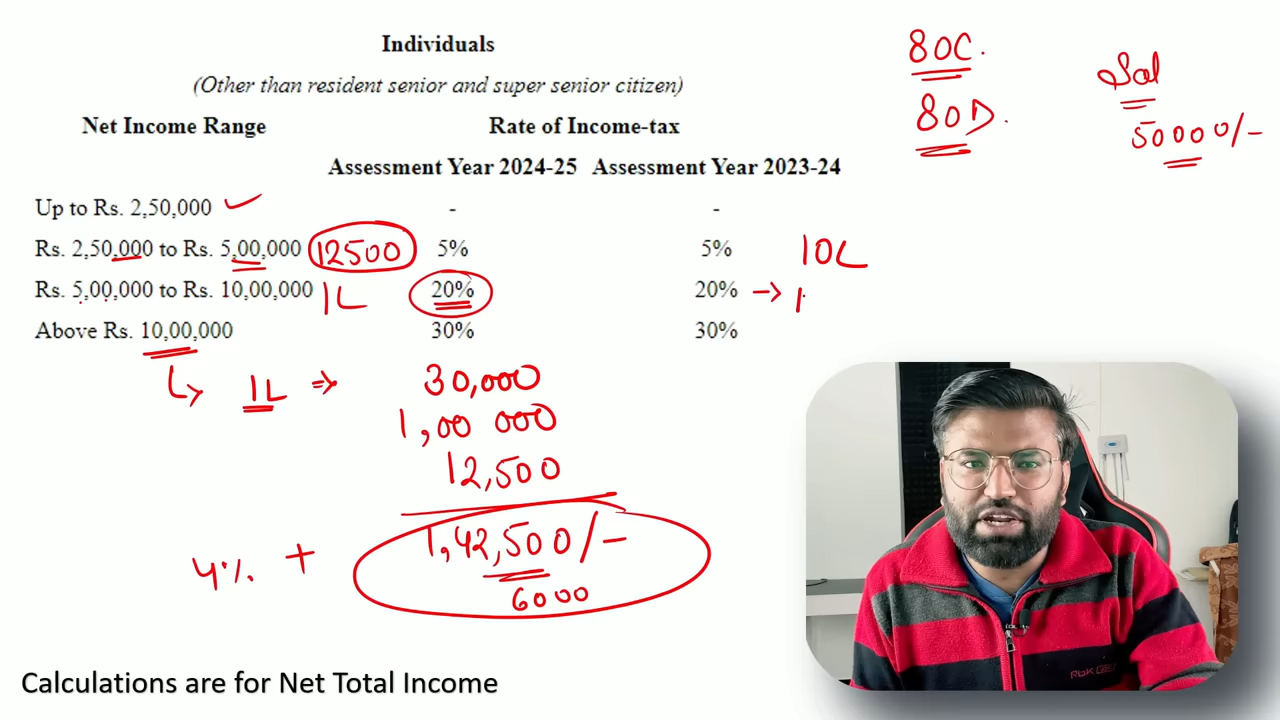 Individuals
(Other than resident senior and super senior citizen)
Net Income Range Rate of Income-tax
Assessment Year 2024-25 Assessment Year 2023-24
Up to Rs. 2,50,000 - -
Rs. 2,50,000 to Rs. 5,00,000 12500 5% 5% 10L
Rs. 5,00,000 to Rs. 10,00,000 1L 20% 20% → 1
Above Rs. 10,00,000 30% 30%
1L ⇒ 30,000
1,00 000
12,500
4% + 1,42,500/-
6000
80C.
80D.
Sal
50000/-
Calculations are for Net Total Income